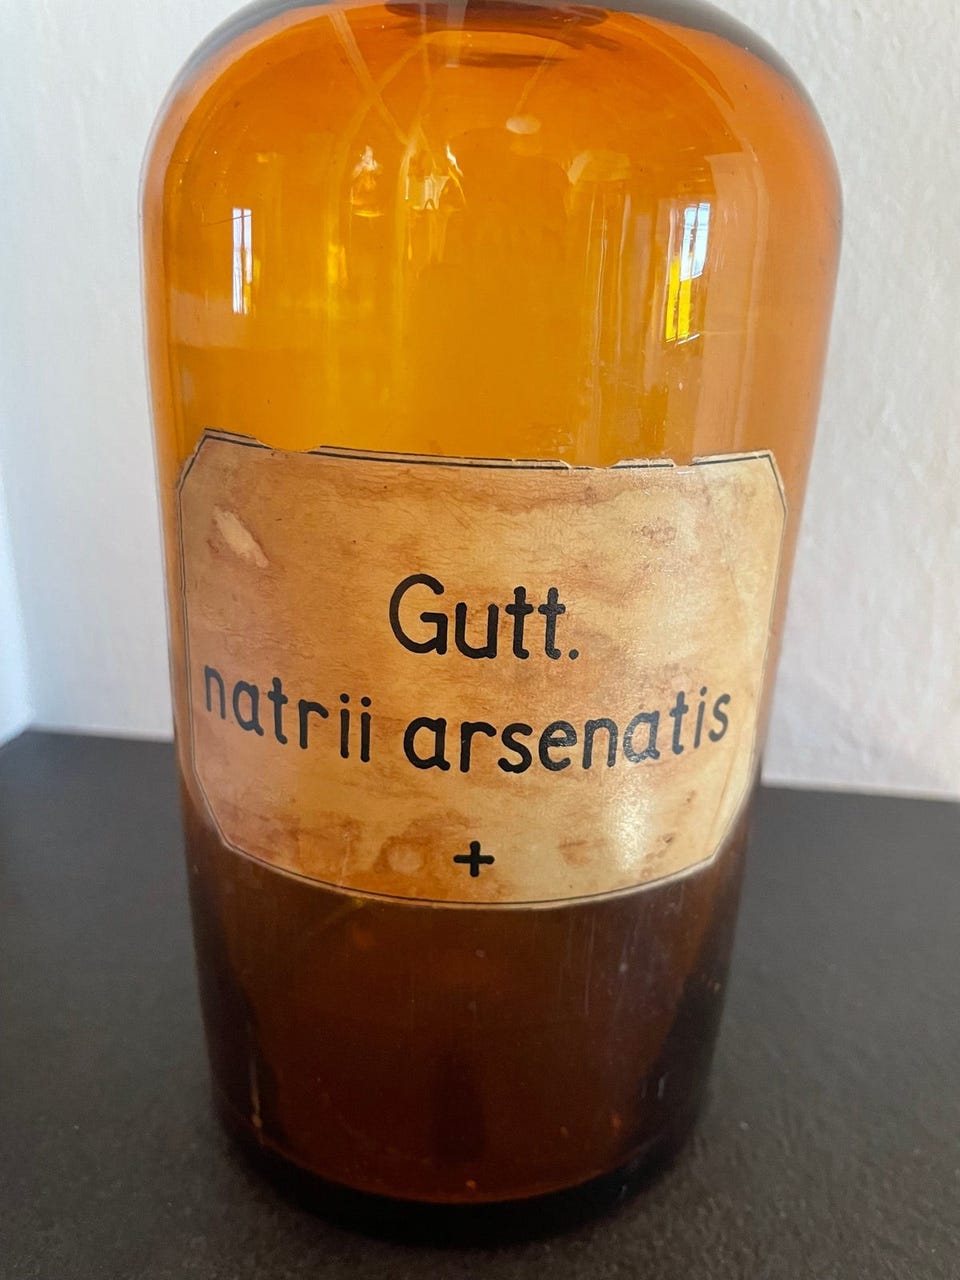 Gutt.
natrii arsenatis
+